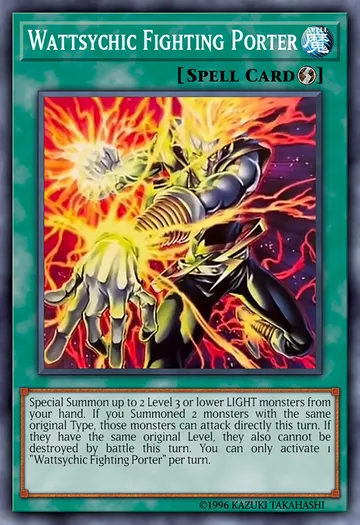 WATTSYCHIC FIGHTING PORTER
SPELL
魔
[SPELL CARD]
Special Summon up to 2 Level 3 or lower LIGHT monsters from
your hand. If you Summoned 2 monsters with the same
original Type, those monsters can attack directly this turn. If
they have the same original Level, they also cannot be
destroyed by battle this turn. You can only activate 1
"Wattsychic Fighting Porter" per turn.
©1996 KAZUKI TAKAHASHI